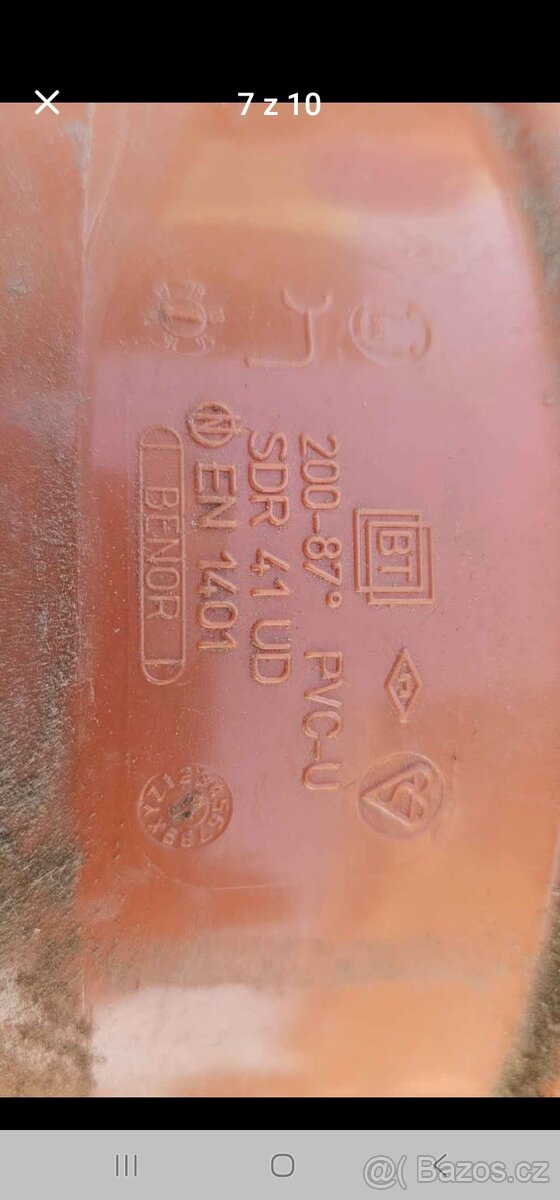 7 z 10
BT
200-87° PVC-U
SDR 41 UD
N EN 1401
BENOR
@( Bazos.cz